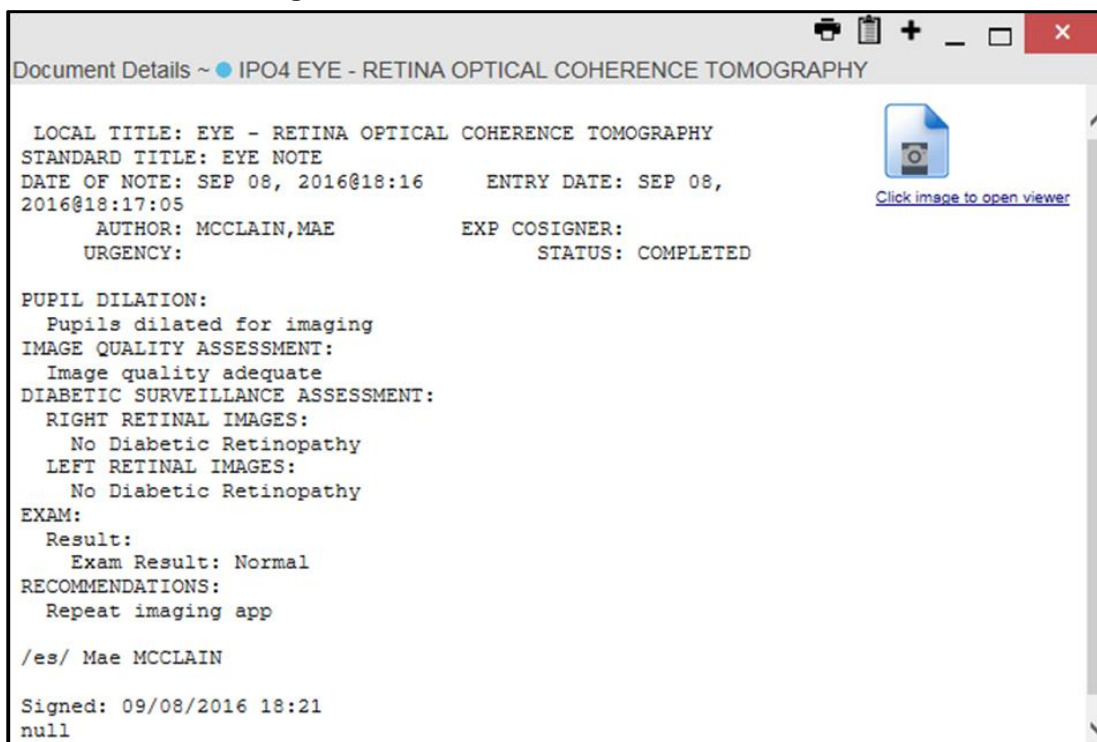 Document Details ~ IPO4 EYE - RETINA OPTICAL COHERENCE TOMOGRAPHY
Click image to open viewer
LOCAL TITLE: EYE - RETINA OPTICAL COHERENCE TOMOGRAPHY
STANDARD TITLE: EYE NOTE
DATE OF NOTE: SEP 08, 2016@18:16 ENTRY DATE: SEP 08,
2016@18:17:05
AUTHOR: MCCLAIN,MAE EXP COSIGNER:
URGENCY: STATUS: COMPLETED
PUPIL DILATION:
Pupils dilated for imaging
IMAGE QUALITY ASSESSMENT:
Image quality adequate
DIABETIC SURVEILLANCE ASSESSMENT:
RIGHT RETINAL IMAGES:
No Diabetic Retinopathy
LEFT RETINAL IMAGES:
No Diabetic Retinopathy
EXAM:
Result:
Exam Result: Normal
RECOMMENDATIONS:
Repeat imaging app
/es/ Mae MCCLAIN
Signed: 09/08/2016 18:21
null